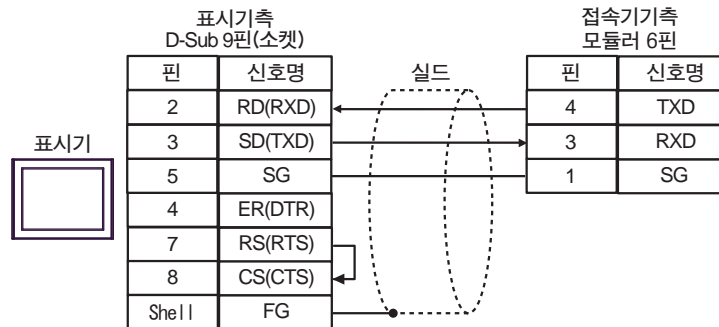 표시기측
D-Sub 9핀(소켓)
접속기기측
모듈러 6핀
핀 신호명 실드 핀 신호명
2 RD(RXD) 4 TXD
표시기 3 SD(TXD) 3 RXD
5 SG 1 SG
4 ER(DTR)
7 RS(RTS)
8 CS(CTS)
Shell FG